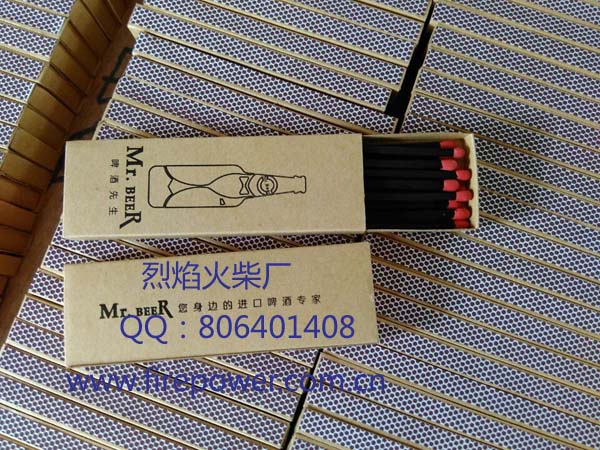 Mr. BEER
啤酒先生
烈焰火柴厂
Mr. BEER 您身边的进口啤酒专家
QQ：806401408
www.firepower.com.cn